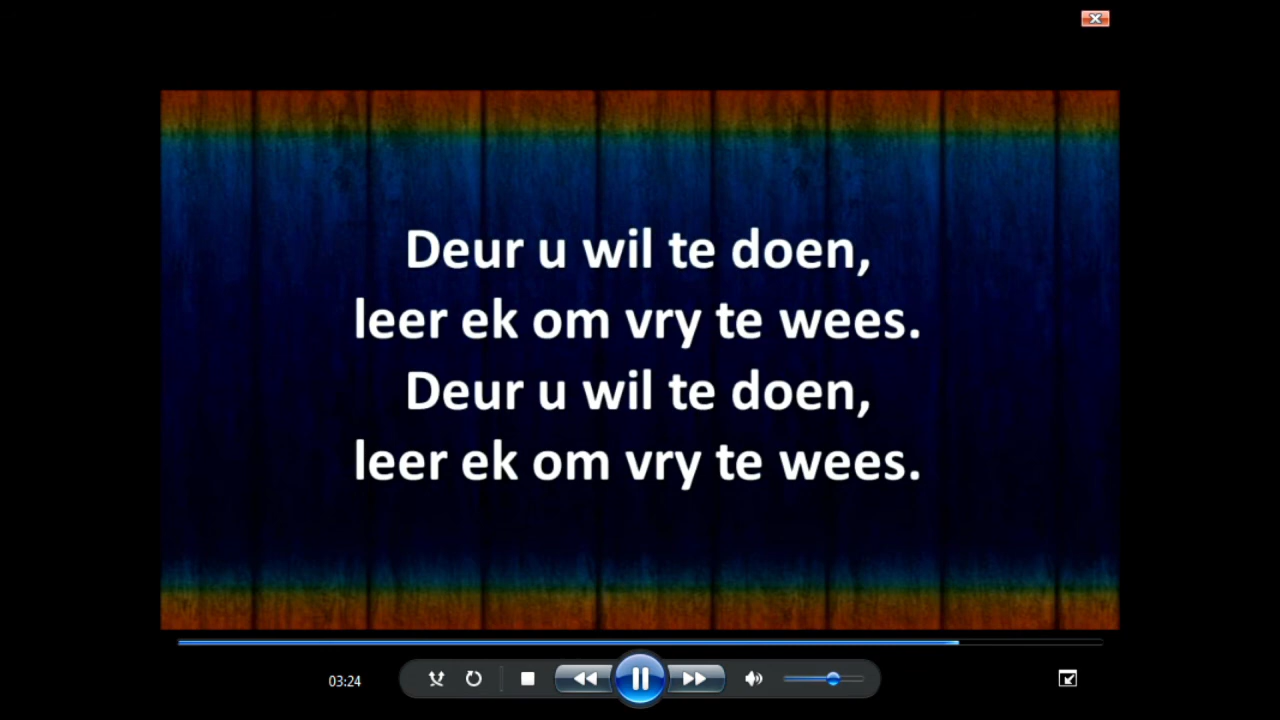 Deur u wil te doen,
leer ek om vry te wees.
Deur u wil te doen,
leer ek om vry te wees.
03:24